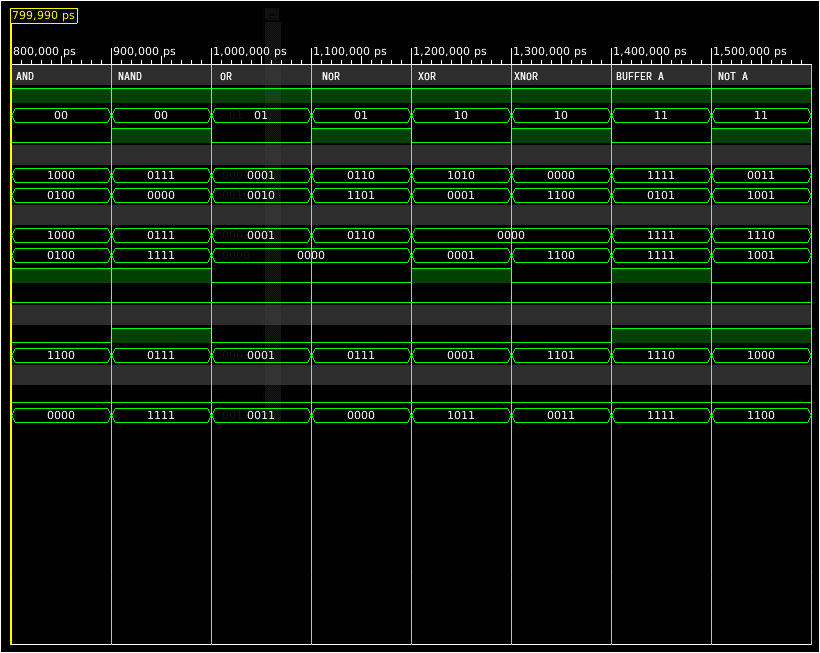 799,990 ps
800,000 ps 900,000 ps 1,000,000 ps 1,100,000 ps 1,200,000 ps 1,300,000 ps 1,400,000 ps 1,500,000 ps
AND NAND OR NOR XOR XNOR BUFFER A NOT A
00 00 01 01 10 10 11 11
1000 0111 0001 0110 1010 0000 1111 0011
0100 0000 0010 1101 0001 1100 0101 1001
1000 0111 0001 0110 0000 1111 1110
0100 1111 0000 0001 1100 1111 1001
1100 0111 0001 0111 0001 1101 1110 1000
0000 1111 0011 0000 1011 0011 1111 1100